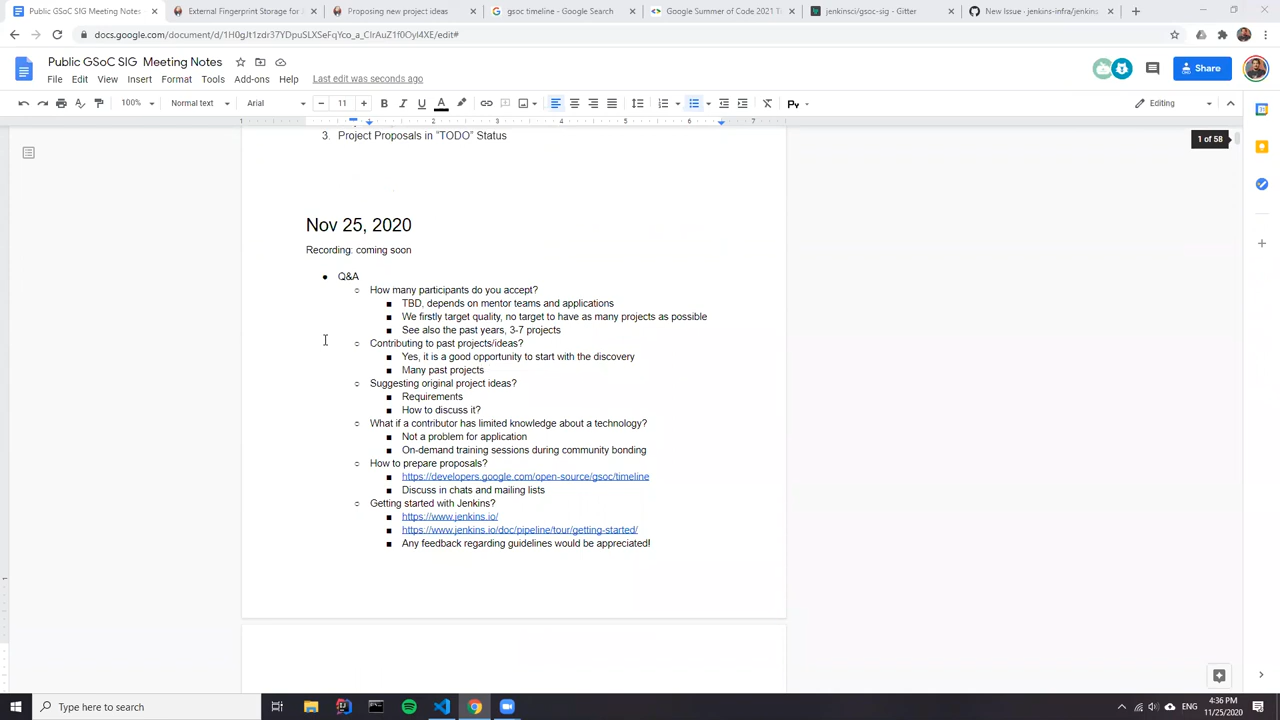 Public GSoC SIG Meeting Notes
External Fingerprint Storage for
Proposing new project ideas
gsoc timeline - Google Search
Google Summer of Code 2021 T
jenkinsci/gsoc-sig - Gitter
New Issue · jenkins-infra/jenkins
Public GSoC SIG Meeting Notes
File Edit View Insert Format Tools Add-ons Help Last edit was seconds ago
Share
100% Normal text Arial 11 Editing
1 1 2 3 4 5 6 7
3. Project Proposals in "TODO" Status
1 of 58
Nov 25, 2020
Recording: coming soon
● Q&A
○ How many participants do you accept?
■ TBD, depends on mentor teams and applications
■ We firstly target quality, no target to have as many projects as possible
■ See also the past years, 3-7 projects
○ Contributing to past projects/ideas?
■ Yes, it is a good opportunity to start with the discovery
■ Many past projects
○ Suggesting original project ideas?
■ Requirements
■ How to discuss it?
○ What if a contributor has limited knowledge about a technology?
■ Not a problem for application
■ On-demand training sessions during community bonding
○ How to prepare proposals?
■ https://developers.google.com/open-source/gsoc/timeline
■ Discuss in chats and mailing lists
○ Getting started with Jenkins?
■ https://www.jenkins.io/
■ https://www.jenkins.io/doc/pipeline/tour/getting-started/
■ Any feedback regarding guidelines would be appreciated!
Type here to search
ENG
4:36 PM
11/25/2020